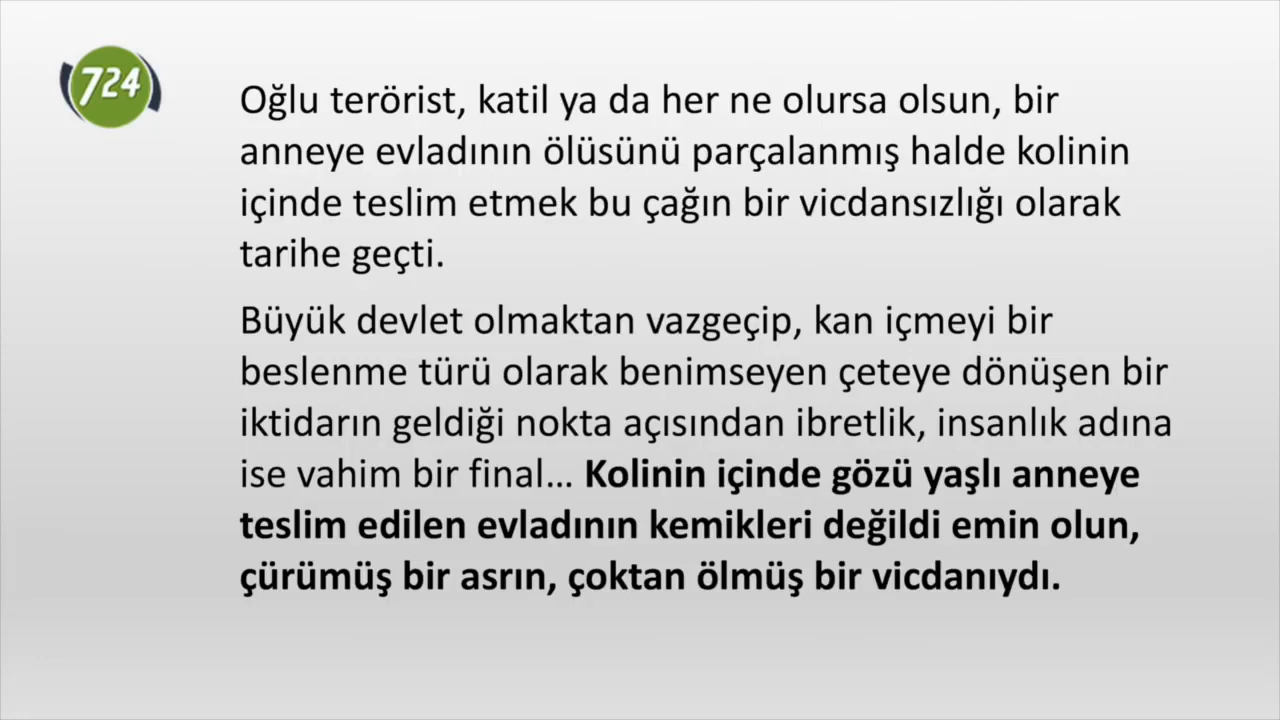 724
Oğlu terörist, katil ya da her ne olursa olsun, bir
anneye evladının ölüsünü parçalanmış halde kolinin
içinde teslim etmek bu çağın bir vicdansızlığı olarak
tarihe geçti.
Büyük devlet olmaktan vazgeçip, kan içmeyi bir
beslenme türü olarak benimseyen çeteye dönüşen bir
iktidarın geldiği nokta açısından ibretlik, insanlık adına
ise vahim bir final… Kolinin içinde gözü yaşlı anneye
teslim edilen evladının kemikleri değildi emin olun,
çürümüş bir asrın, çoktan ölmüş bir vicdanıydı.